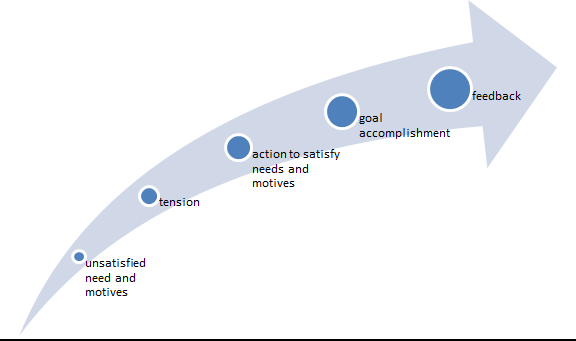 feedback
goal
accomplishment
action to satisfy
needs and
motives
tension
unsatisfied
need and
motives